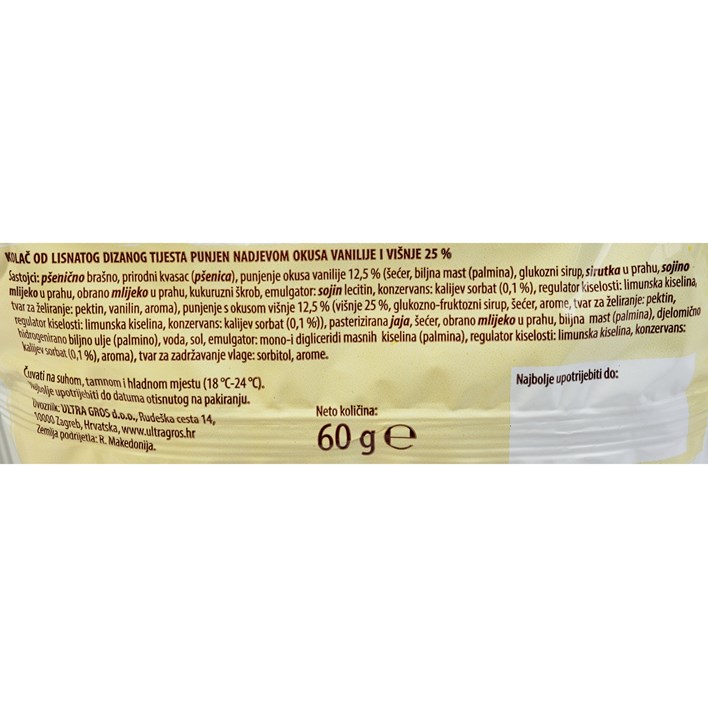 KOLAČ OD LISNATOG DIZANOG TIJESTA PUNJEN NADJEVOM OKUSA VANILIJE I VIŠNJE 25 %
Sastojci: pšenično brašno, prirodni kvasac (pšenica), punjenje okusa vanilije 12,5 % (šećer, biljna mast (palmina), glukozni sirup, sirutka u prahu, sojino
mlijeko u prahu, obrano mlijeko u prahu, kukuruzni škrob, emulgator: sojin lecitin, konzervans: kalijev sorbat (0,1 %), regulator kiselosti: limunska kiselina,
tvar za želiranje: pektin, vanilin, aroma), punjenje s okusom višnje 12,5 % (višnje 25 %, glukozno-fruktozni sirup, šećer, arome, tvar za želiranje: pektin,
regulator kiselosti: limunska kiselina, konzervans: kalijev sorbat (0,1 %)), pasterizirana jaja, šećer, obrano mlijeko u prahu, biljna mast (palmina), djelomično
hidrogenirano biljno ulje (palmino), voda, sol, emulgator: mono-i digliceridi masnih kiselina (palmina), regulator kiselosti: limunska kiselina, konzervans:
kalijev sorbat (0,1 %), aroma), tvar za zadržavanje vlage: sorbitol, arome.
Čuvati na suhom, tamnom i hladnom mjestu (18 °C-24 °C).
Najbolje upotrijebiti do datuma otisnutog na pakiranju.
Uvoznik: ULTRA GROS d.o.o., Rudeška cesta 14,
10000 Zagreb, Hrvatska, www.ultragros.hr
Zemlja podrijetla: R. Makedonija.
Neto količina:
60 g ℮
Najbolje upotrijebiti do: